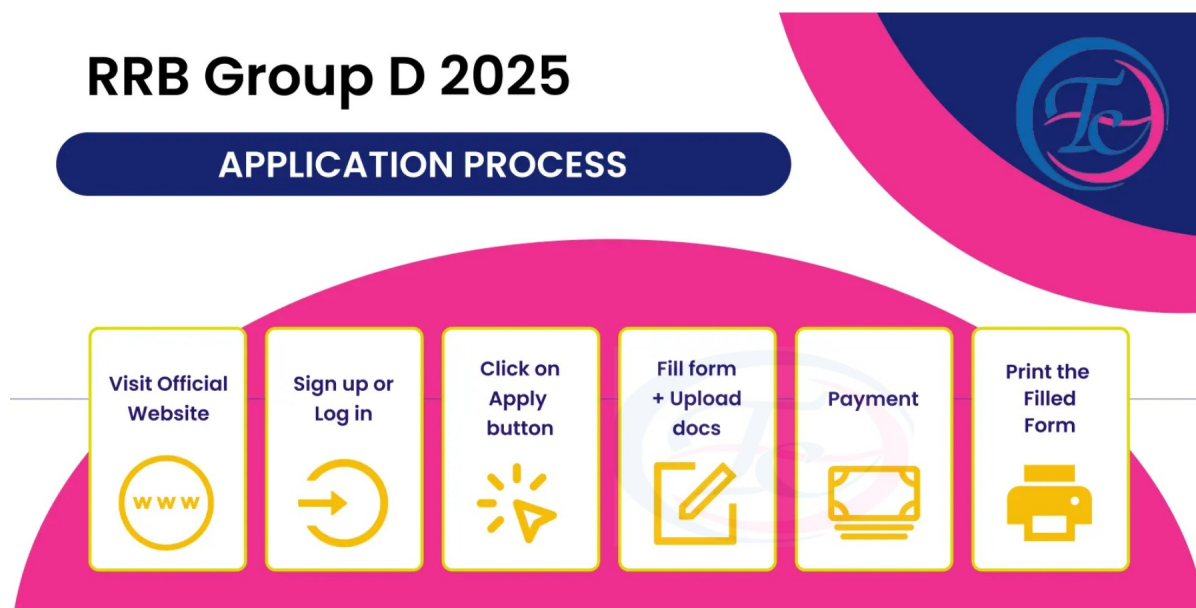 RRB Group D 2025
APPLICATION PROCESS
Visit Official
Website
www
Sign up or
Log in
Click on
Apply
button
Fill form
+ Upload
docs
Payment
Print the
Filled
Form
Tc